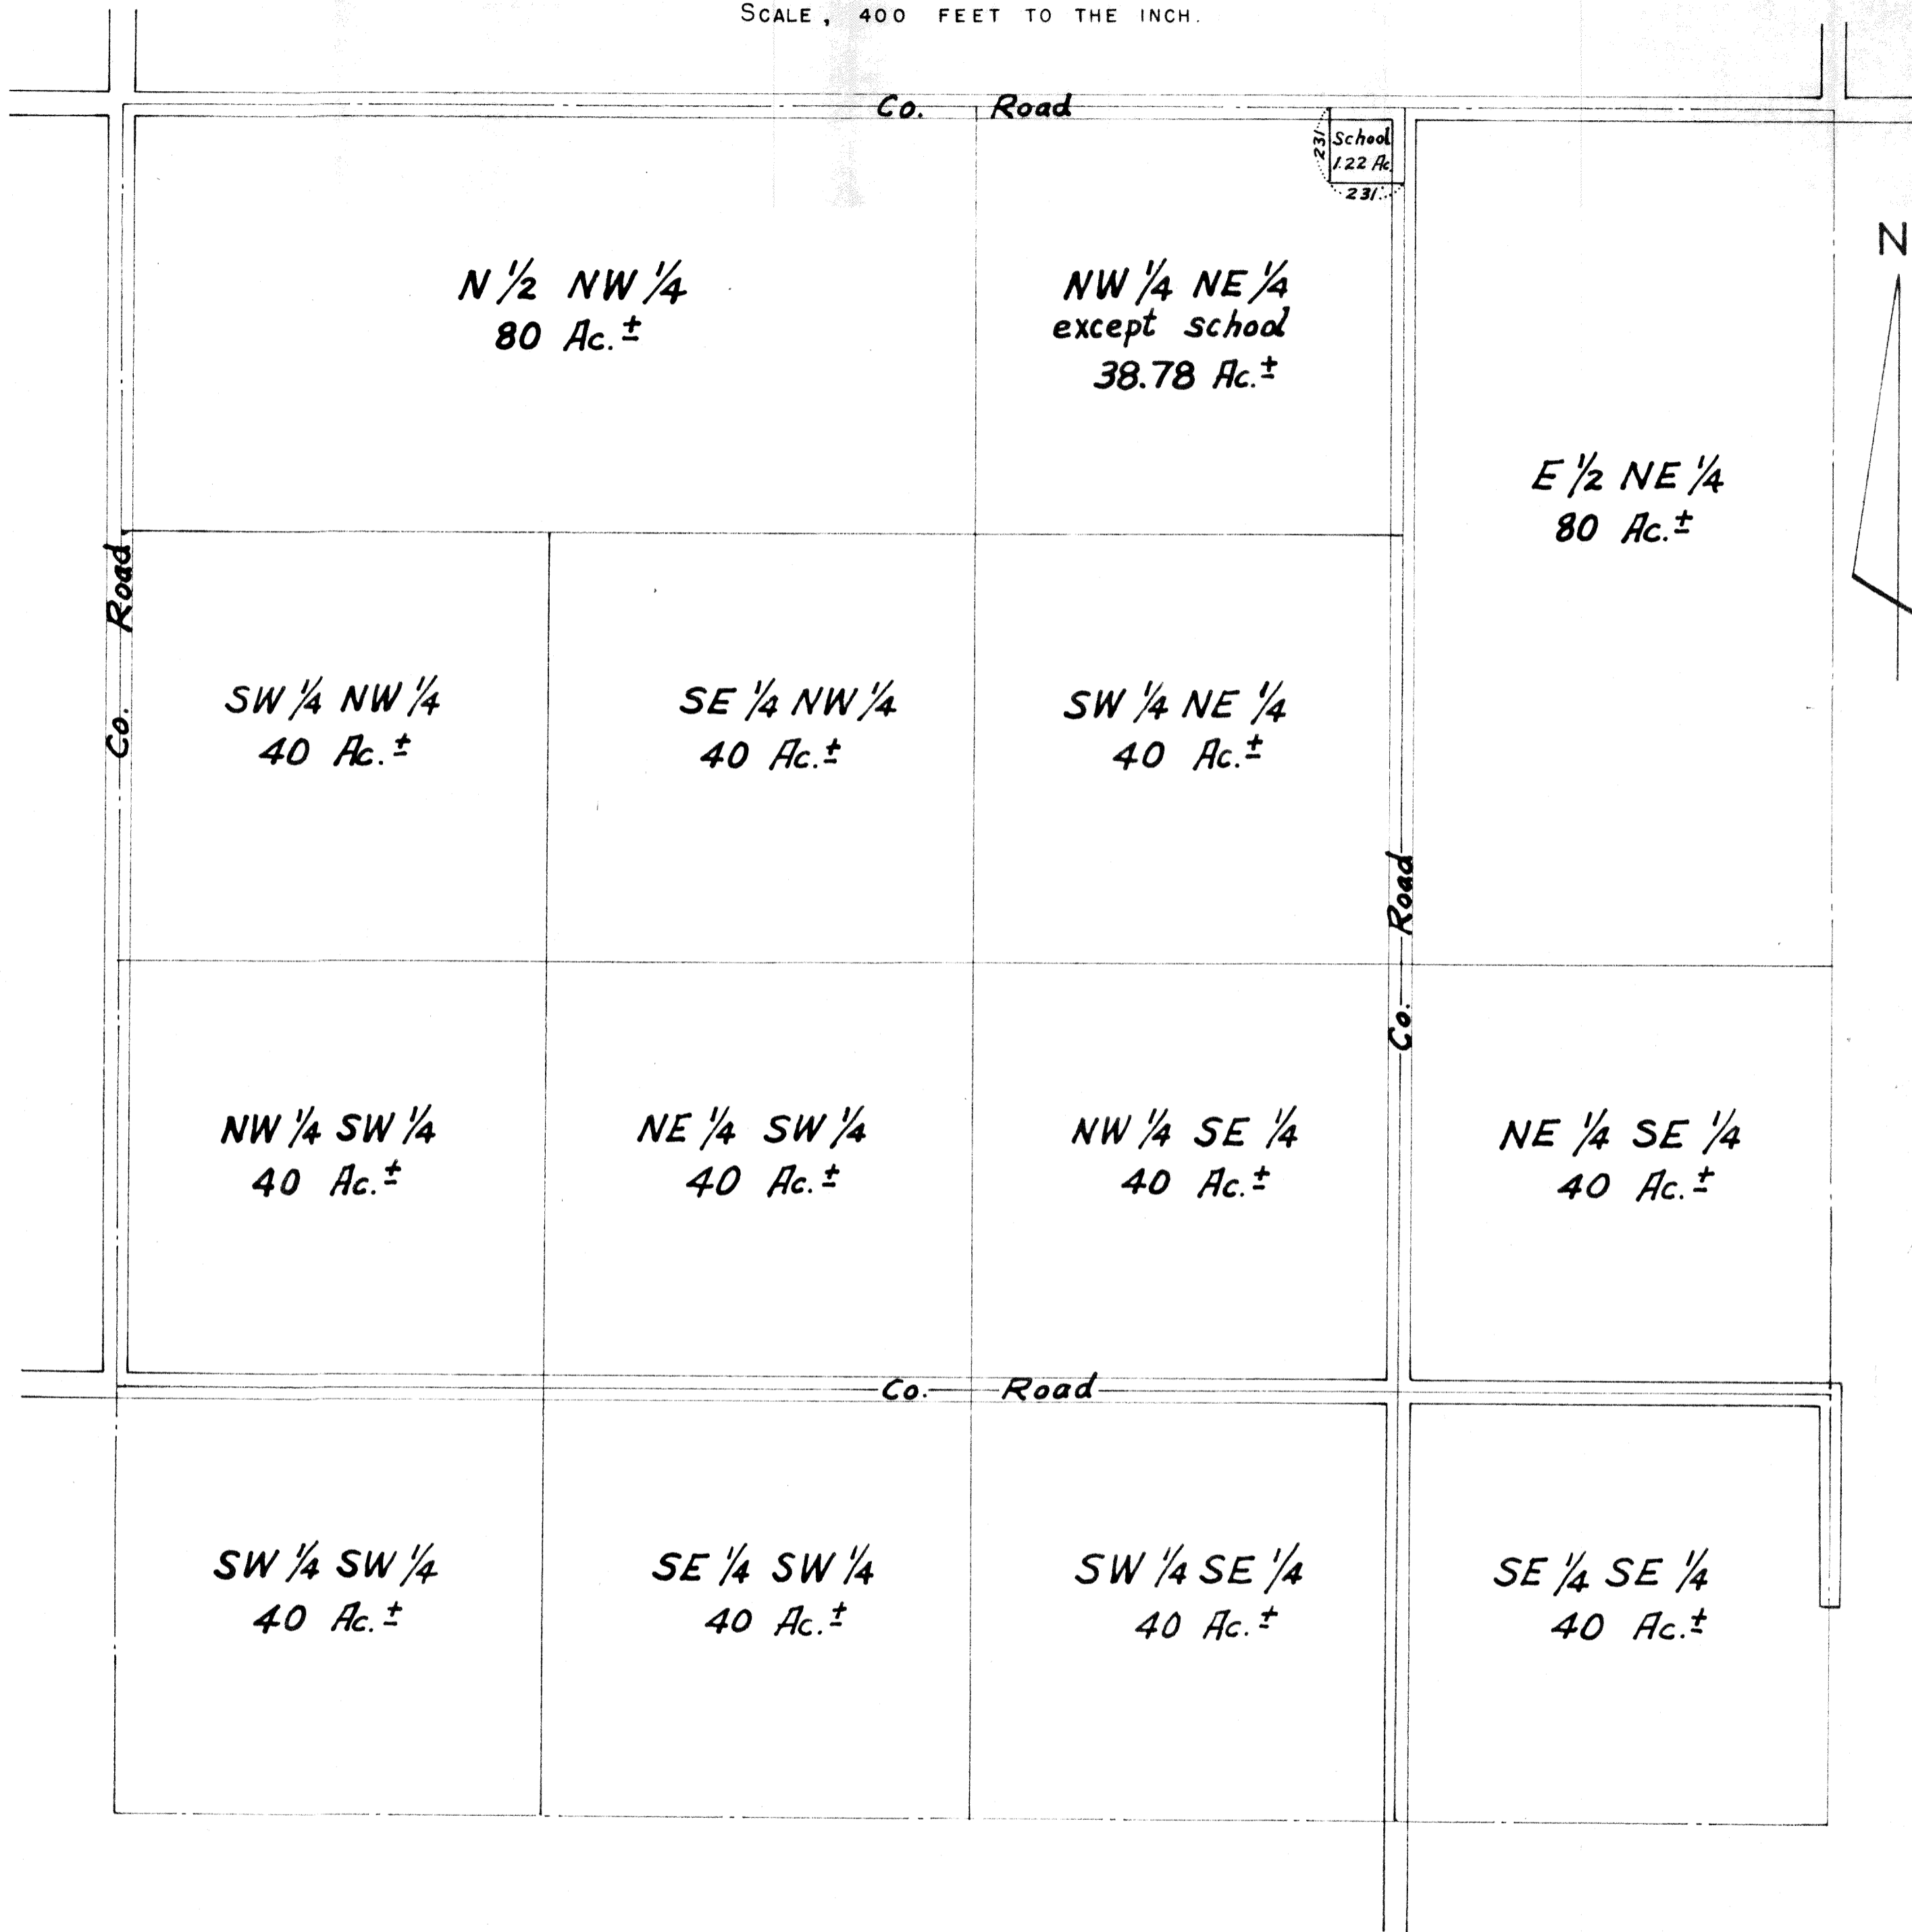 SCALE, 400 FEET TO THE INCH.
Co. Road
231
School
1.22 Ac.
231
N
N 1/2 NW 1/4
80 Ac. ±
NW 1/4 NE 1/4
except school
38.78 Ac. ±
E 1/2 NE 1/4
80 Ac. ±
Co. Road
SW 1/4 NW 1/4
40 Ac. ±
SE 1/4 NW 1/4
40 Ac. ±
SW 1/4 NE 1/4
40 Ac. ±
Co. Road
NW 1/4 SW 1/4
40 Ac. ±
NE 1/4 SW 1/4
40 Ac. ±
NW 1/4 SE 1/4
40 Ac. ±
NE 1/4 SE 1/4
40 Ac. ±
Co. Road
SW 1/4 SW 1/4
40 Ac. ±
SE 1/4 SW 1/4
40 Ac. ±
SW 1/4 SE 1/4
40 Ac. ±
SE 1/4 SE 1/4
40 Ac. ±